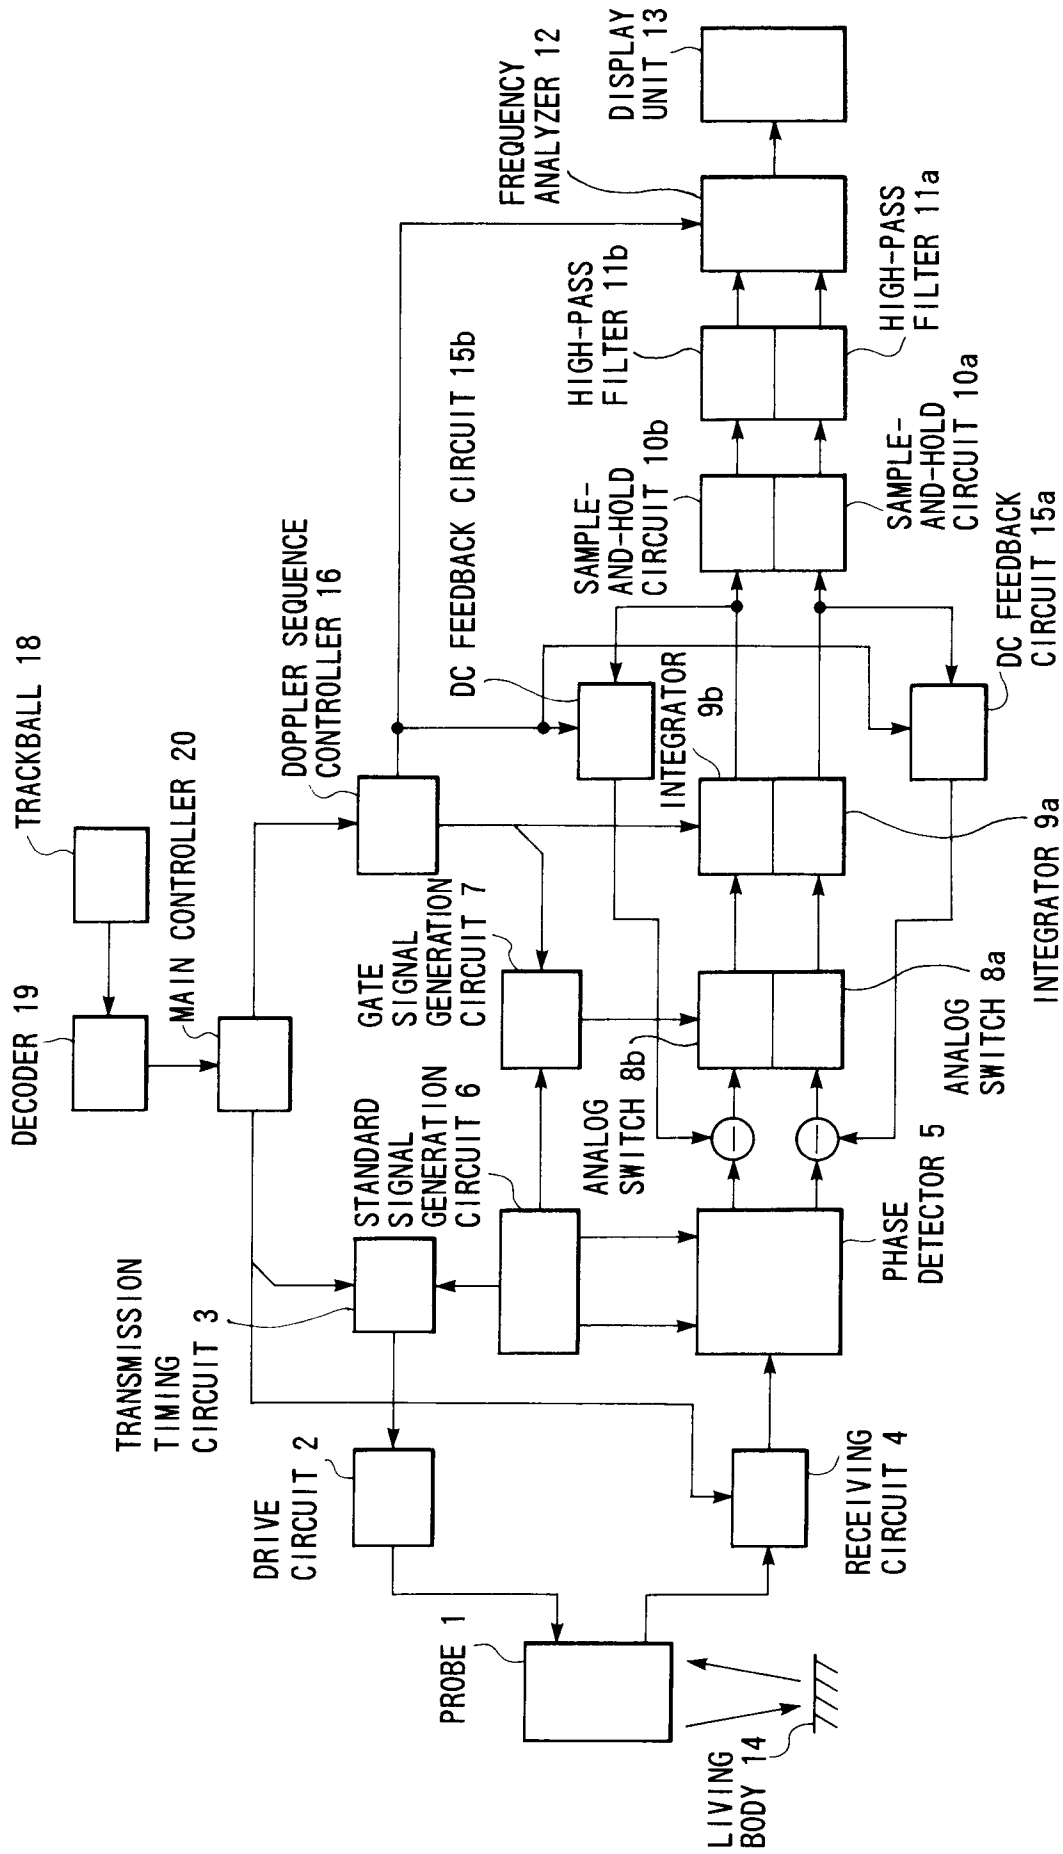 TRACKBALL 18
DECODER 19
MAIN CONTROLLER 20
TRANSMISSION
TIMING
CIRCUIT 3
DRIVE
CIRCUIT 2
STANDARD
SIGNAL
GENERATION
CIRCUIT 6
GATE
SIGNAL
GENERATION
CIRCUIT 7
DOPPLER SEQUENCE
CONTROLLER 16
DC FEEDBACK CIRCUIT 15b
FREQUENCY
ANALYZER 12
DISPLAY
UNIT 13
PROBE 1
ANALOG
SWITCH 8b
INTEGRATOR
9b
SAMPLE-
AND-HOLD
CIRCUIT 10b
HIGH-PASS
FILTER 11b
LIVING
BODY 14
RECEIVING
CIRCUIT 4
PHASE
DETECTOR 5
ANALOG
SWITCH 8a
INTEGRATOR 9a
DC FEEDBACK
CIRCUIT 15a
SAMPLE-
AND-HOLD
CIRCUIT 10a
HIGH-PASS
FILTER 11a